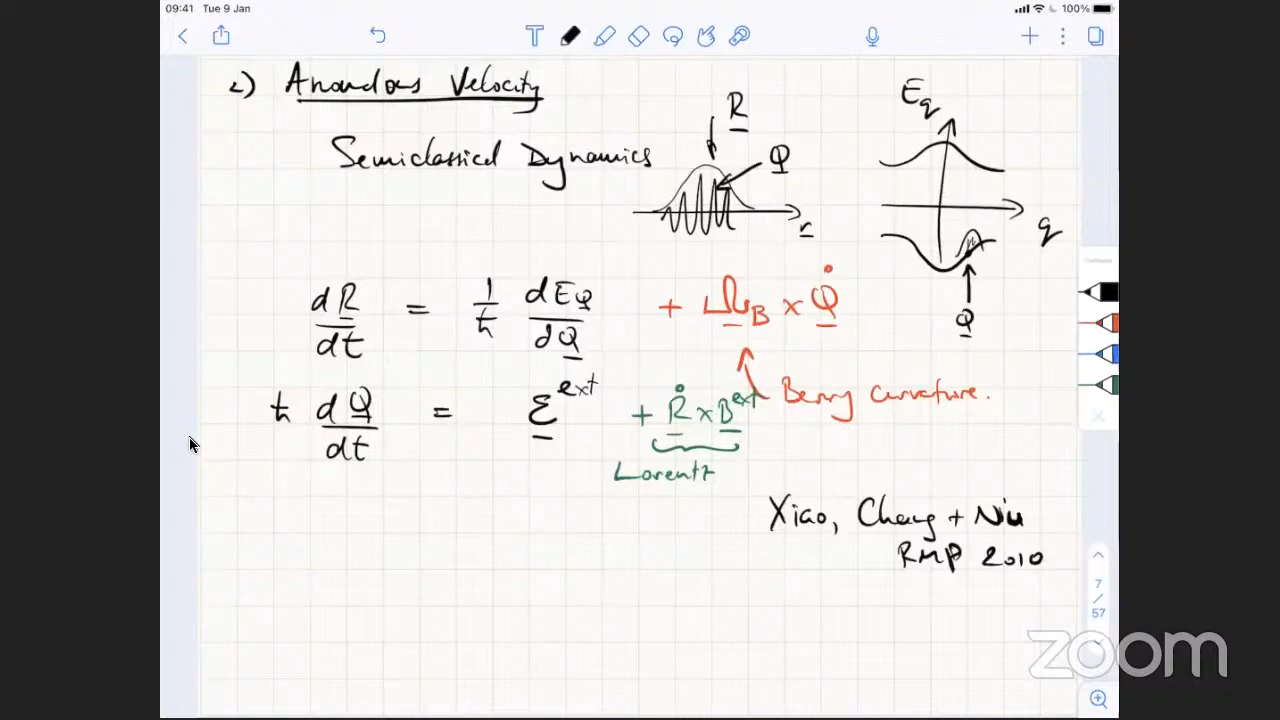 09:41 Tue 9 Jan 100%
2) Anomalous Velocity
Semiclassical Dynamics
R
Q
r
E_q
q
Q
dR/dt = 1/ħ dE_Q/dQ + Ω_B × Q̇
ħ dQ/dt = ℰ^ext + Ṙ × B^ext
Berry curvature.
Lorentz
Xiao, Chang + Niu
RMP 2010
7
/
57
zoom